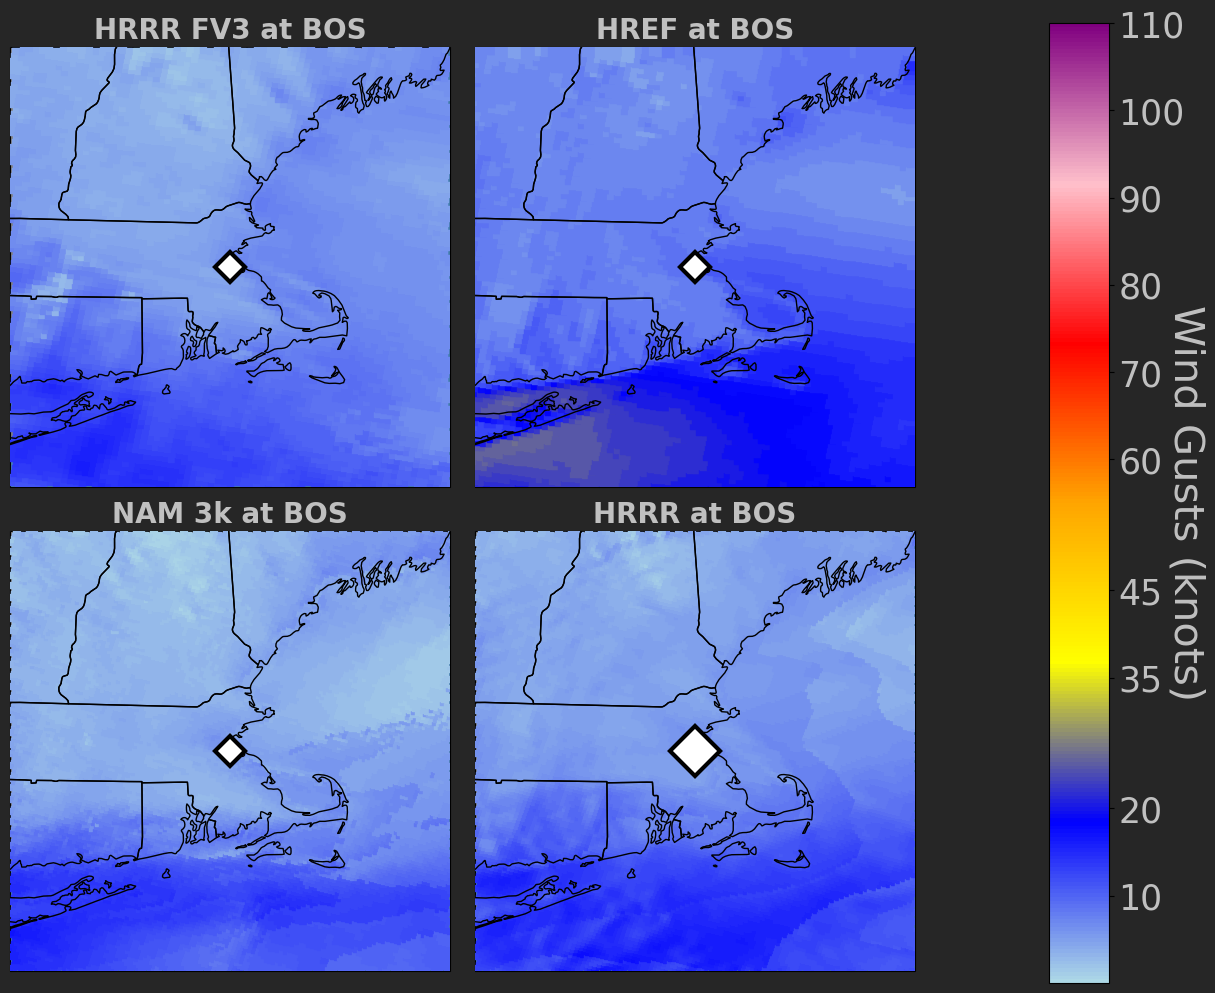 HRRR FV3 at BOS
HREF at BOS
NAM 3k at BOS
HRRR at BOS
110
100
90
80
70
60
45
35
20
10
Wind Gusts (knots)